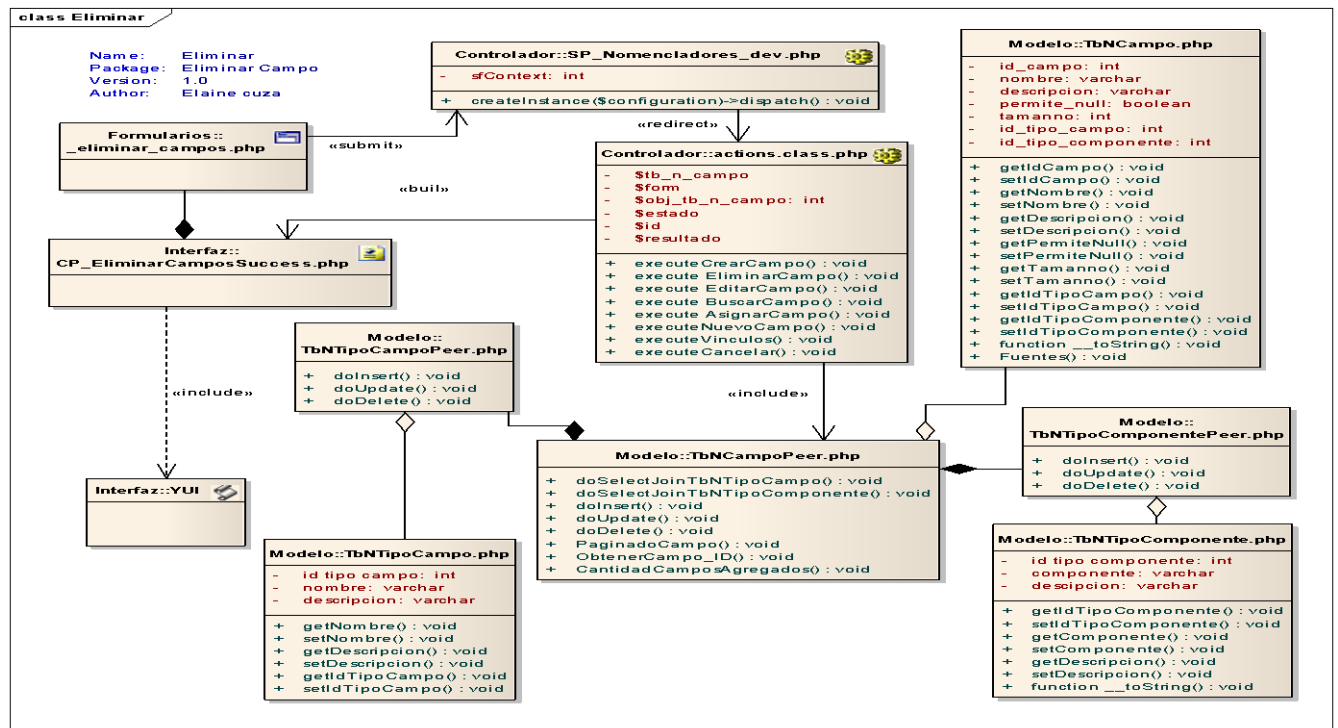 class Eliminar
Name: Eliminar
Package: Eliminar Campo
Version: 1.0
Author: Elaine cuza
Controlador::SP_Nomencladores_dev.php
- sfContext: int
+ createInstance($configuration)->dispatch() : void
Formularios::
_eliminar_campos.php
«submit»
«redirect»
«buil»
Controlador::actions.class.php
- $tb_n_campo
- $form
- $obj_tb_n_campo: int
- $estado
- $id
- $resultado
+ executeCrearCampo() : void
+ execute EliminarCampo() : void
+ execute EditarCampo() : void
+ execute BuscarCampo() : void
+ execute AsignarCampo() : void
+ executeNuevoCampo() : void
+ executeVinculos() : void
+ executeCancelar() : void
Modelo::TbNCampo.php
- id_campo: int
- nombre: varchar
- descripcion: varchar
- permite_null: boolean
- tamanno: int
- id_tipo_campo: int
- id_tipo_componente: int
+ getIdCampo() : void
+ setIdCampo() : void
+ getNombre() : void
+ setNombre() : void
+ getDescripcion() : void
+ setDescripcion() : void
+ getPermiteNull() : void
+ setPermiteNull() : void
+ getTamanno() : void
+ setTamanno() : void
+ getIdTipoCampo() : void
+ setIdTipoCampo() : void
+ getIdTipoComponente() : void
+ setIdTipoComponente() : void
+ function __toString() : void
+ Fuentes() : void
Interfaz::
CP_EliminarCamposSuccess.php
«include»
Interfaz::YUI
Modelo::
TbNTipoCampoPeer.php
+ doInsert() : void
+ doUpdate() : void
+ doDelete() : void
«include»
Modelo::TbNCampoPeer.php
+ doSelectJoinTbNTipoCampo() : void
+ doSelectJoinTbNTipoComponente() : void
+ doInsert() : void
+ doUpdate() : void
+ doDelete() : void
+ PaginadoCampo() : void
+ ObtenerCampo_ID() : void
+ CantidadCamposAgregados() : void
Modelo::
TbNTipoComponentePeer.php
+ doInsert() : void
+ doUpdate() : void
+ doDelete() : void
Modelo::TbNTipoCampo.php
- id tipo campo: int
- nombre: varchar
- descripcion: varchar
+ getNombre() : void
+ setNombre() : void
+ getDescripcion() : void
+ setDescripcion() : void
+ getIdTipoCampo() : void
+ setIdTipoCampo() : void
Modelo::TbNTipoComponente.php
- id tipo componente: int
- componente: varchar
- descipcion: varchar
+ getIdTipoComponente() : void
+ setIdTipoComponente() : void
+ getComponente() : void
+ setComponente() : void
+ getDescripcion() : void
+ setDescripcion() : void
+ function __toString() : void